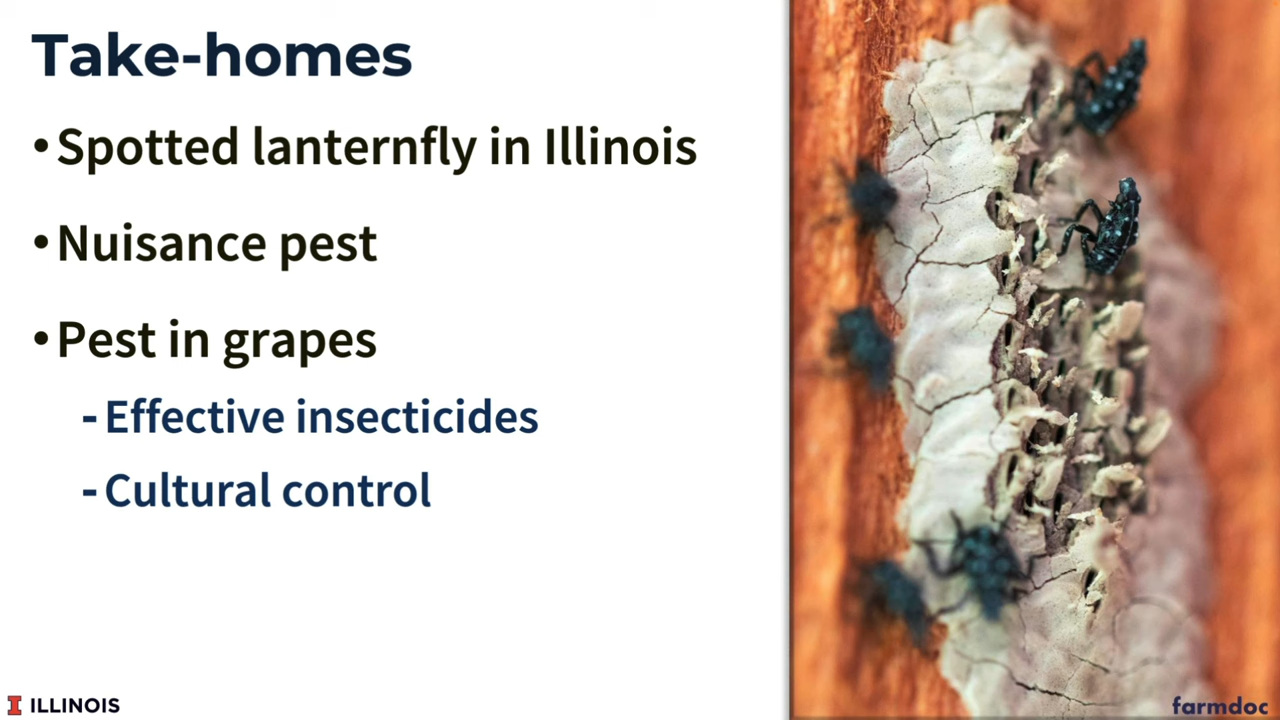 Take-homes
• Spotted lanternfly in Illinois
• Nuisance pest
• Pest in grapes
- Effective insecticides
- Cultural control
I ILLINOIS
farmdoc